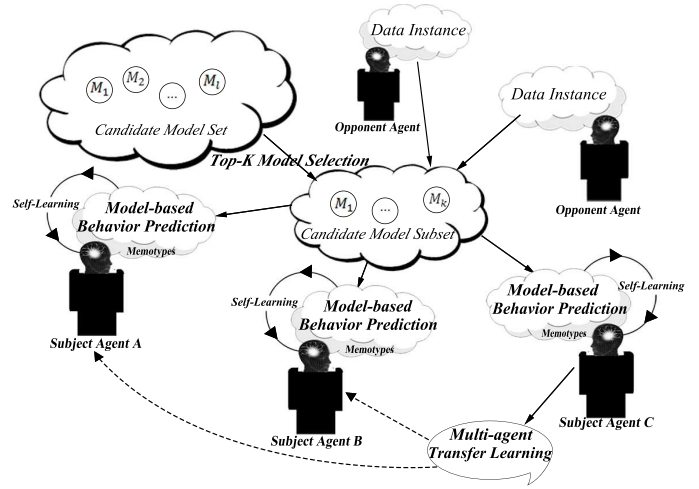 Data Instance
M1
M2
...
Ml
Candidate Model Set
Opponent Agent
Data Instance
Top-K Model Selection
Opponent Agent
M1
...
Mk
Candidate Model Subset
Self-Learning
Model-based
Behavior Prediction
Memotypes
Subject Agent A
Self-Learning
Model-based
Behavior Prediction
Memotypes
Subject Agent B
Model-based
Behavior Prediction
Self-Learning
Memotypes
Subject Agent C
Multi-agent
Transfer Learning